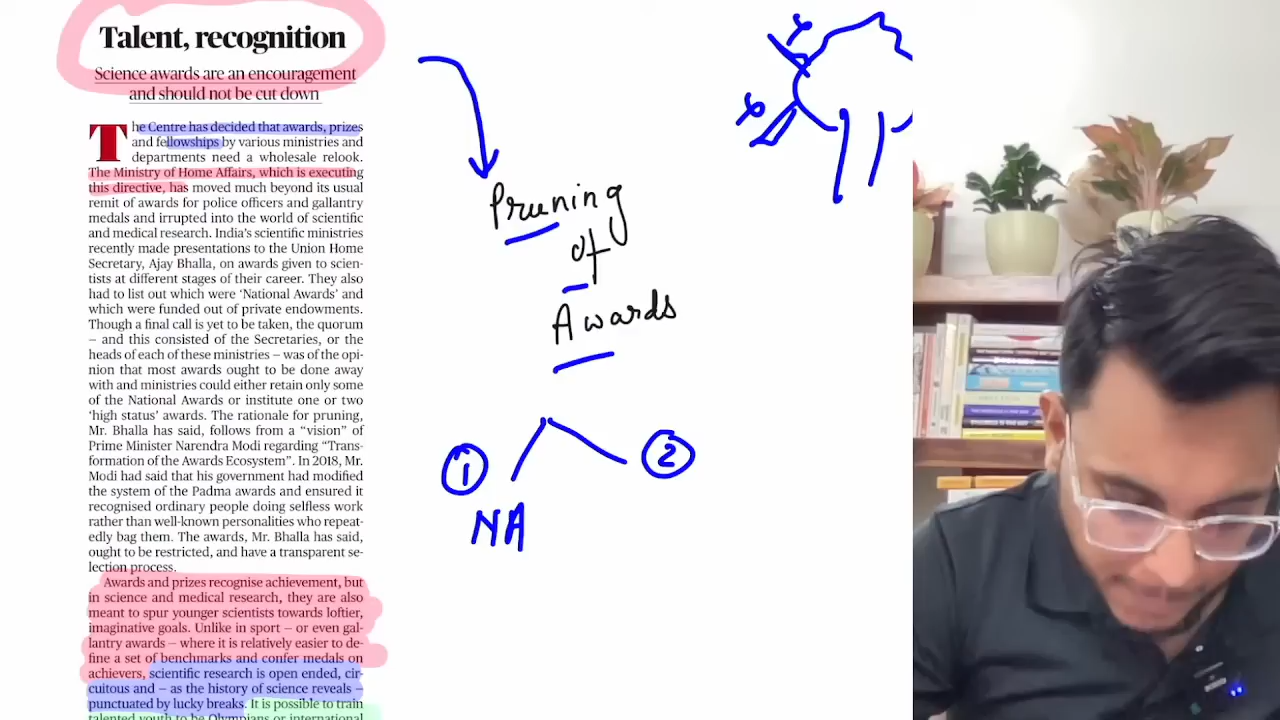 Talent, recognition
Science awards are an encouragement
and should not be cut down
The Centre has decided that awards, prizes
and fellowships by various ministries and
departments need a wholesale relook.
The Ministry of Home Affairs, which is executing
this directive, has moved much beyond its usual
remit of awards for police officers and gallantry
medals and irrupted into the world of scientific
and medical research. India's scientific ministries
recently made presentations to the Union Home
Secretary, Ajay Bhalla, on awards given to scien-
tists at different stages of their career. They also
had to list out which were 'National Awards' and
which were funded out of private endowments.
Though a final call is yet to be taken, the quorum
– and this consisted of the Secretaries, or the
heads of each of these ministries – was of the opi-
nion that most awards ought to be done away
with and ministries could either retain only some
of the National Awards or institute one or two
'high status' awards. The rationale for pruning,
Mr. Bhalla has said, follows from a "vision" of
Prime Minister Narendra Modi regarding "Trans-
formation of the Awards Ecosystem". In 2018, Mr.
Modi had said that his government had modified
the system of the Padma awards and ensured it
recognised ordinary people doing selfless work
rather than well-known personalities who repeat-
edly bag them. The awards, Mr. Bhalla has said,
ought to be restricted, and have a transparent se-
lection process.
Awards and prizes recognise achievement, but
in science and medical research, they are also
meant to spur younger scientists towards loftier,
imaginative goals. Unlike in sport – or even gal-
lantry awards – where it is relatively easier to de-
fine a set of benchmarks and confer medals on
achievers, scientific research is open ended, cir-
cuitous and – as the history of science reveals –
punctuated by lucky breaks. It is possible to train
talented youth to be Olympians or international
Pruning
of
Awards
1
2
NA